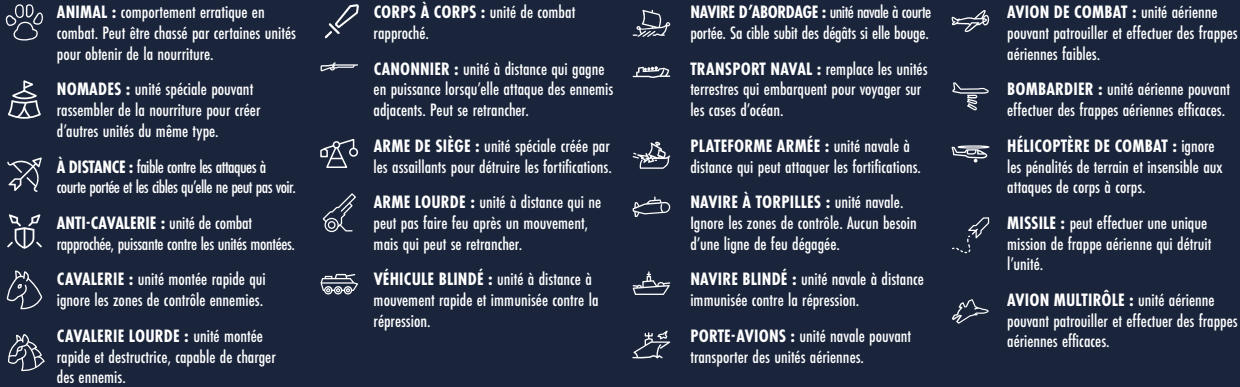 ANIMAL : comportement erratique en
combat. Peut être chassé par certaines unités
pour obtenir de la nourriture.
NOMADES : unité spéciale pouvant
rassembler de la nourriture pour créer
d'autres unités du même type.
À DISTANCE : faible contre les attaques à
courte portée et les cibles qu'elle ne peut pas voir.
ANTI-CAVALERIE : unité de combat
rapprochée, puissante contre les unités montées.
CAVALERIE : unité montée rapide qui
ignore les zones de contrôle ennemies.
CAVALERIE LOURDE : unité montée
rapide et destructrice, capable de charger
des ennemis.
CORPS À CORPS : unité de combat
rapproché.
CANONNIER : unité à distance qui gagne
en puissance lorsqu'elle attaque des ennemis
adjacents. Peut se retrancher.
ARME DE SIÈGE : unité spéciale créée par
les assaillants pour détruire les fortifications.
ARME LOURDE : unité à distance qui ne
peut pas faire feu après un mouvement,
mais qui peut se retrancher.
VÉHICULE BLINDÉ : unité à distance à
mouvement rapide et immunisée contre la
répression.
NAVIRE D'ABORDAGE : unité navale à courte
portée. Sa cible subit des dégâts si elle bouge.
TRANSPORT NAVAL : remplace les unités
terrestres qui embarquent pour voyager sur
les cases d'océan.
PLATEFORME ARMÉE : unité navale à
distance qui peut attaquer les fortifications.
NAVIRE À TORPILLES : unité navale.
Ignore les zones de contrôle. Aucun besoin
d'une ligne de feu dégagée.
NAVIRE BLINDÉ : unité navale à distance
immunisée contre la répression.
PORTE-AVIONS : unité navale pouvant
transporter des unités aériennes.
AVION DE COMBAT : unité aérienne
pouvant patrouiller et effectuer des frappes
aériennes faibles.
BOMBARDIER : unité aérienne pouvant
effectuer des frappes aériennes efficaces.
HÉLICOPTÈRE DE COMBAT : ignore
les pénalités de terrain et insensible aux
attaques de corps à corps.
MISSILE : peut effectuer une unique
mission de frappe aérienne qui détruit
l'unité.
AVION MULTIRÔLE : unité aérienne
pouvant patrouiller et effectuer des frappes
aériennes efficaces.